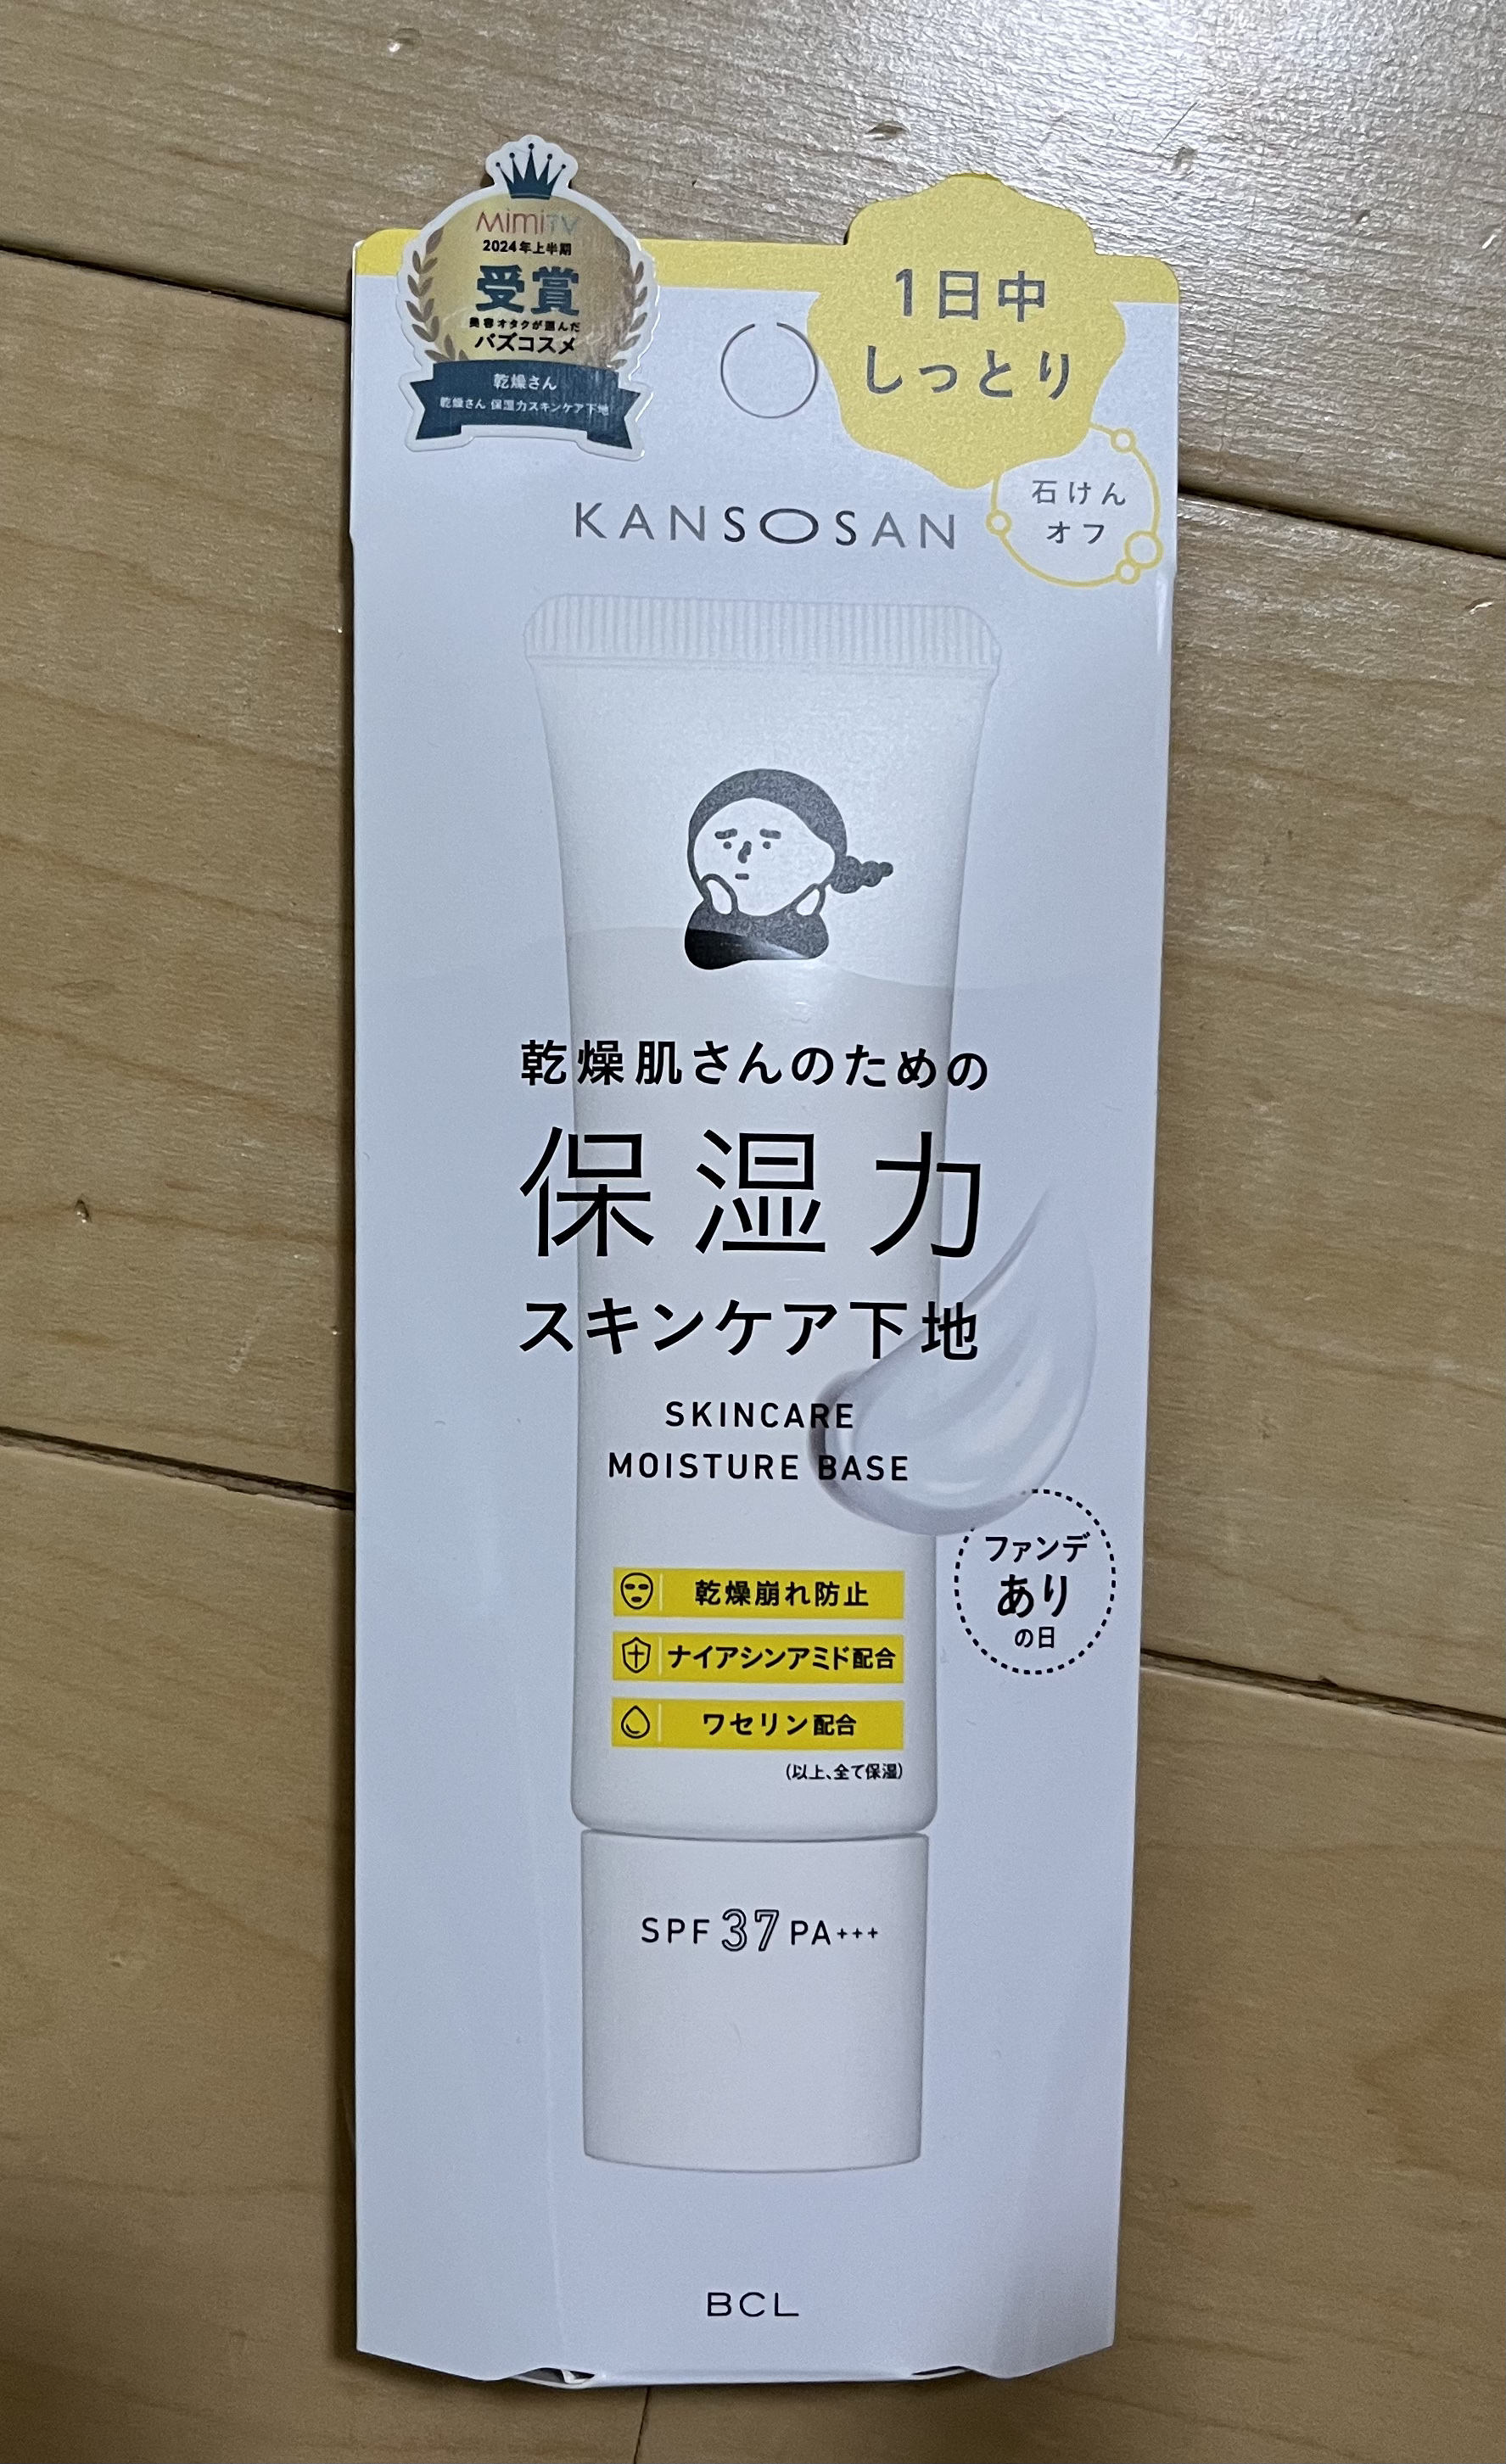 MimiTV
2024年上半期
受賞
美容オタクが選んだ
バズコスメ
乾燥さん
乾燥さん 保湿力スキンケア下地
1日中
しっとり
石けん
オフ
KANSOSAN
乾燥肌さんのための
保湿力
スキンケア下地
SKINCARE
MOISTURE BASE
ファンデ
あり
の日
乾燥崩れ防止
ナイアシンアミド配合
ワセリン配合
(以上、全て保湿)
SPF37 PA+++
BCL